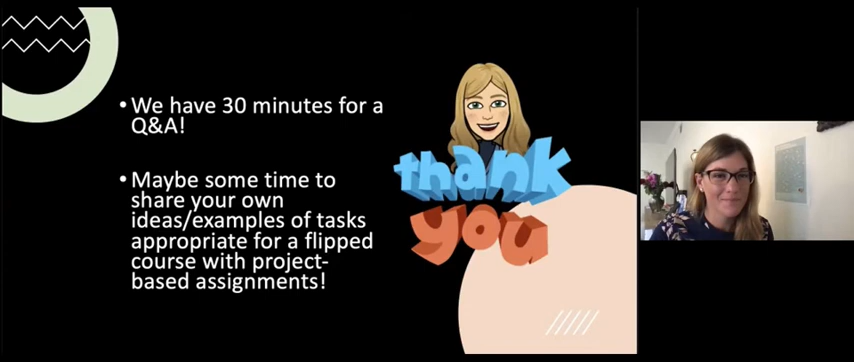 • We have 30 minutes for a
Q&A!
• Maybe some time to
share your own
ideas/examples of tasks
appropriate for a flipped
course with project-
based assignments!
thank
you